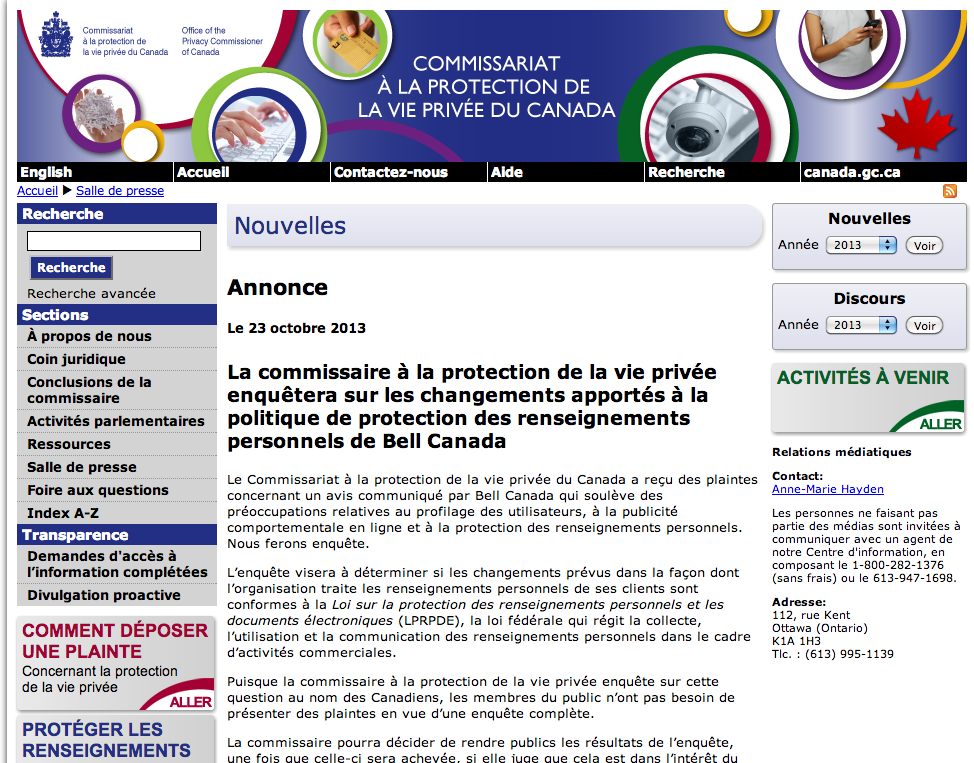 Commissariat
à la protection de
la vie privée du Canada
Office of the
Privacy Commissioner
of Canada
COMMISSARIAT
À LA PROTECTION DE
LA VIE PRIVÉE DU CANADA
English
Accueil
Contactez-nous
Aide
Recherche
canada.gc.ca
Accueil ▶ Salle de presse
Recherche
Recherche
Recherche avancée
Sections
À propos de nous
Coin juridique
Conclusions de la
commissaire
Activités parlementaires
Ressources
Salle de presse
Foire aux questions
Index A-Z
Transparence
Demandes d'accès à
l’information complétées
Divulgation proactive
COMMENT DÉPOSER
UNE PLAINTE
Concernant la protection
de la vie privée
ALLER
PROTÉGER LES
RENSEIGNEMENTS
Nouvelles
Annonce
Le 23 octobre 2013
La commissaire à la protection de la vie privée
enquêtera sur les changements apportés à la
politique de protection des renseignements
personnels de Bell Canada
Le Commissariat à la protection de la vie privée du Canada a reçu des plaintes
concernant un avis communiqué par Bell Canada qui soulève des
préoccupations relatives au profilage des utilisateurs, à la publicité
comportementale en ligne et à la protection des renseignements personnels.
Nous ferons enquête.
L’enquête visera à déterminer si les changements prévus dans la façon dont
l’organisation traite les renseignements personnels de ses clients sont
conformes à la Loi sur la protection des renseignements personnels et les
documents électroniques (LPRPDE), la loi fédérale qui régit la collecte,
l’utilisation et la communication des renseignements personnels dans le cadre
d’activités commerciales.
Puisque la commissaire à la protection de la vie privée enquête sur cette
question au nom des Canadiens, les membres du public n’ont pas besoin de
présenter des plaintes en vue d’une enquête complète.
La commissaire pourra décider de rendre publics les résultats de l’enquête,
une fois que celle-ci sera achevée, si elle juge que cela est dans l’intérêt du
Nouvelles
Année 2013 Voir
Discours
Année 2013 Voir
ACTIVITÉS À VENIR
ALLER
Relations médiatiques
Contact:
Anne-Marie Hayden
Les personnes ne faisant pas
partie des médias sont invitées à
communiquer avec un agent de
notre Centre d'information, en
composant le 1-800-282-1376
(sans frais) ou le 613-947-1698.
Adresse:
112, rue Kent
Ottawa (Ontario)
K1A 1H3
Tlc. : (613) 995-1139